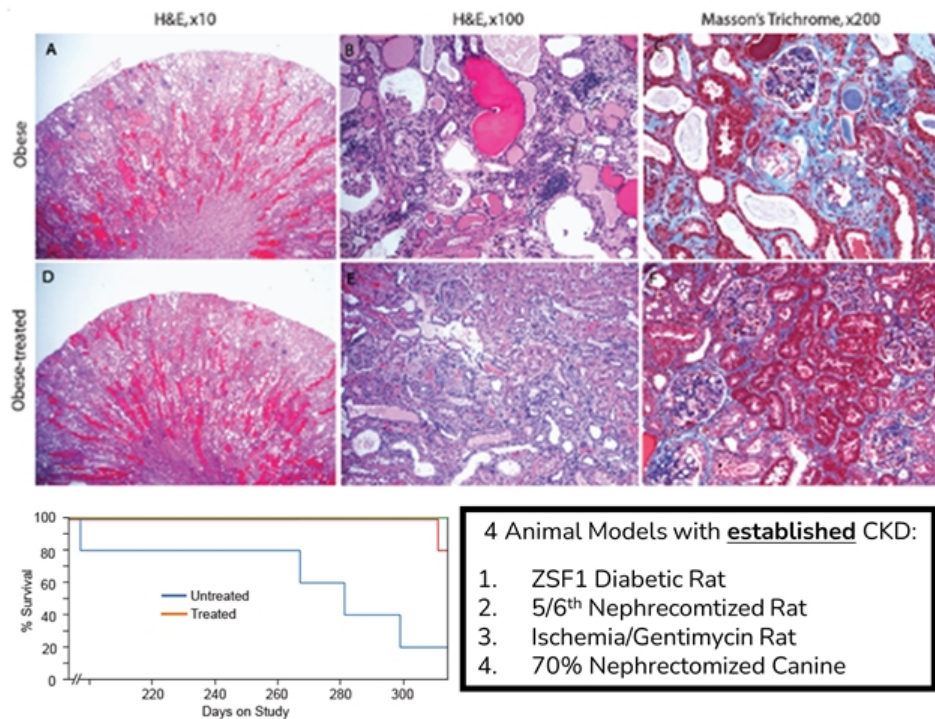 H&E, x10
H&E, x100
Masson's Trichrome, x200
Obese
A
B
C
Obese-treated
D
E
F
100
80
60
40
20
0
% Survival
Untreated
Treated
220
240
260
280
300
Days on Study
4 Animal Models with established CKD:
1. ZSF1 Diabetic Rat
2. 5/6th Nephrecomtized Rat
3. Ischemia/Gentimycin Rat
4. 70% Nephrectomized Canine